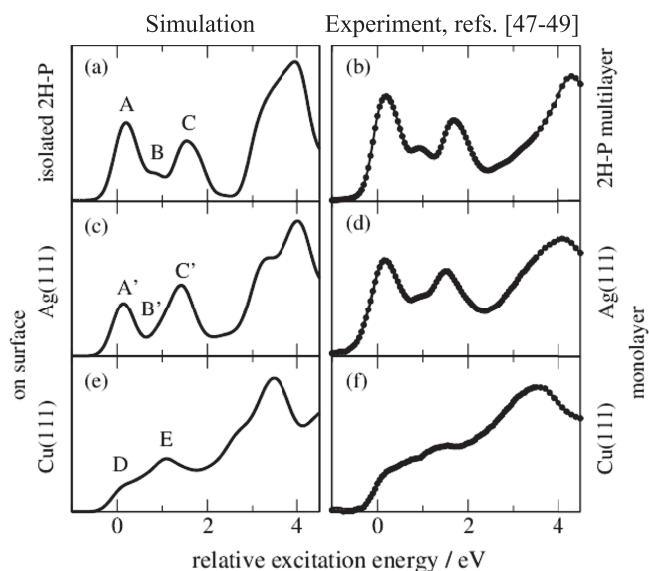 Simulation
Experiment, refs. [47-49]
isolated 2H-P
(a)
A
B
C
(b)
2H-P multilayer
on surface
Ag(111)
(c)
A’
B’
C’
(d)
Ag(111)
monolayer
Cu(111)
(e)
D
E
(f)
Cu(111)
0 2 4
0 2 4
relative excitation energy / eV